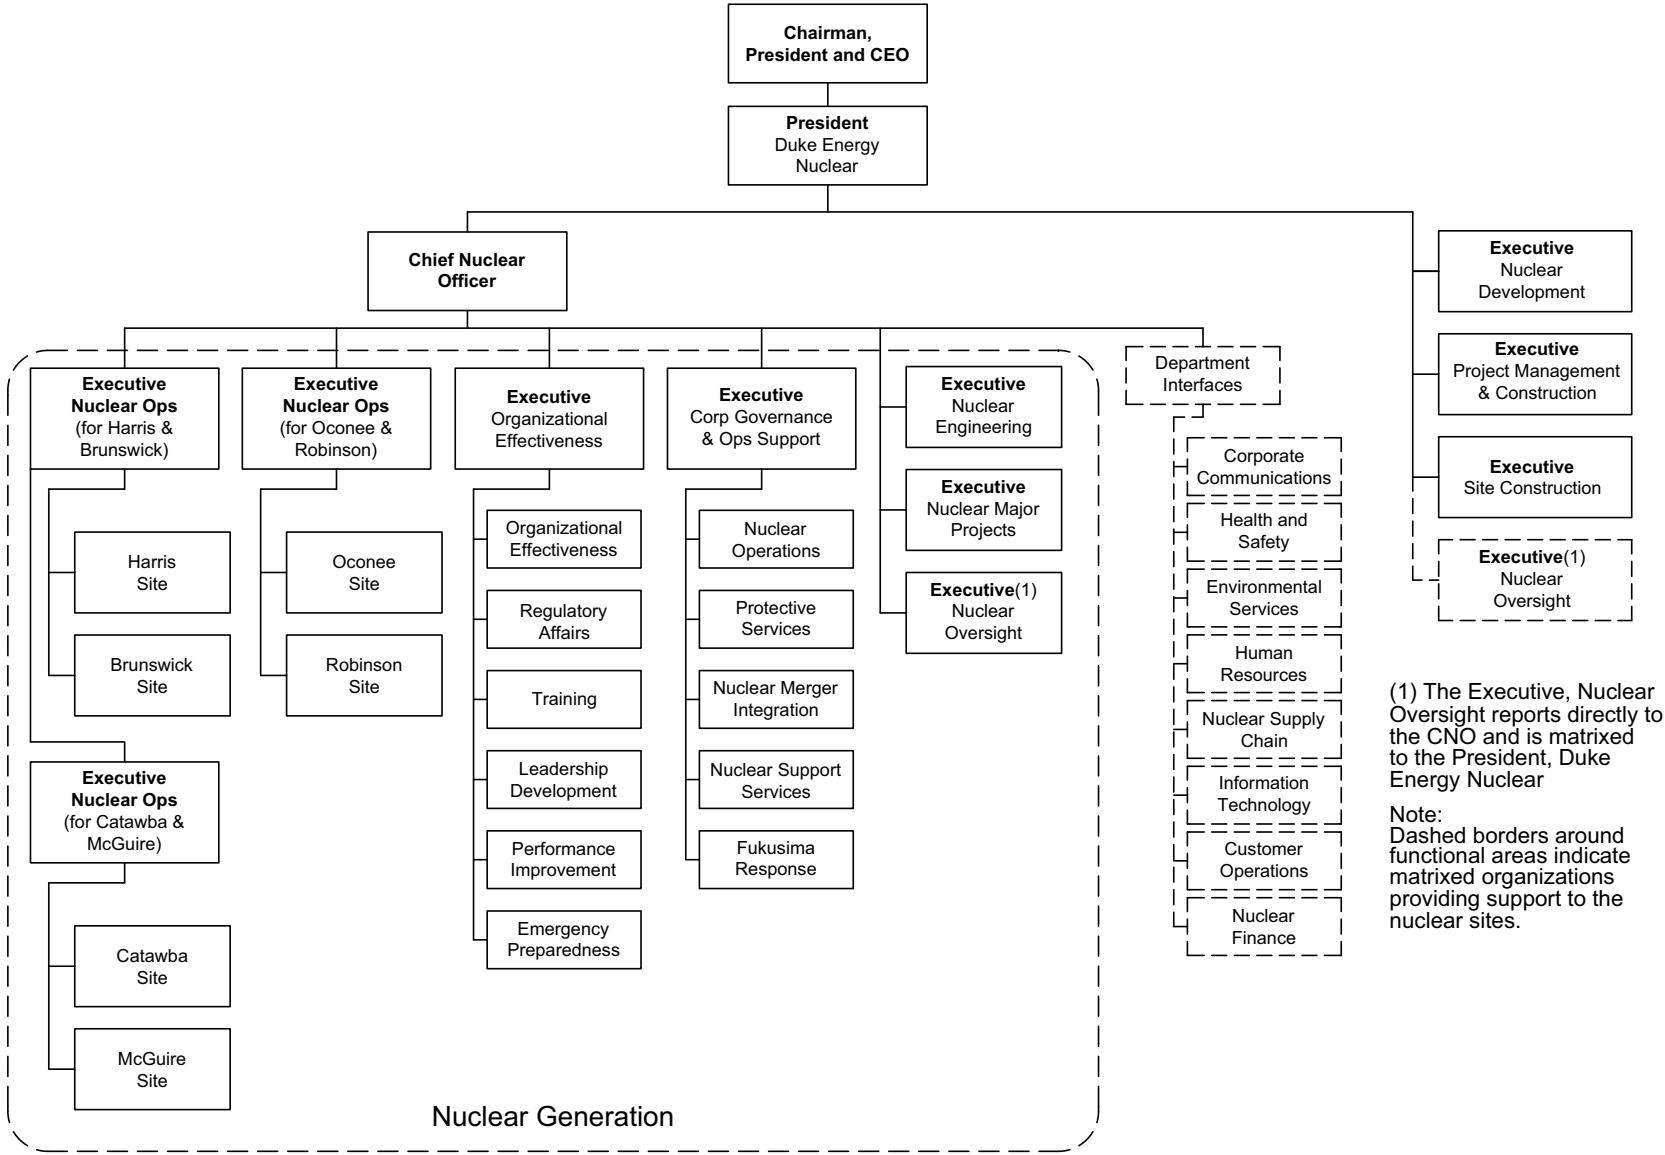 Chairman,
President and CEO
President
Duke Energy
Nuclear
Chief Nuclear
Officer
Executive
Nuclear Ops
(for Harris &
Brunswick)
Harris
Site
Brunswick
Site
Executive
Nuclear Ops
(for Catawba &
McGuire)
Catawba
Site
McGuire
Site
Executive
Nuclear Ops
(for Oconee &
Robinson)
Oconee
Site
Robinson
Site
Executive
Organizational
Effectiveness
Organizational
Effectiveness
Regulatory
Affairs
Training
Leadership
Development
Performance
Improvement
Emergency
Preparedness
Executive
Corp Governance
& Ops Support
Nuclear
Operations
Protective
Services
Nuclear Merger
Integration
Nuclear Support
Services
Fukusima
Response
Executive
Nuclear
Engineering
Executive
Nuclear Major
Projects
Executive(1)
Nuclear
Oversight
Nuclear Generation
Department
Interfaces
Corporate
Communications
Health and
Safety
Environmental
Services
Human
Resources
Nuclear Supply
Chain
Information
Technology
Customer
Operations
Nuclear
Finance
Executive
Nuclear
Development
Executive
Project Management
& Construction
Executive
Site Construction
Executive(1)
Nuclear
Oversight
(1) The Executive, Nuclear
Oversight reports directly to
the CNO and is matrixed
to the President, Duke
Energy Nuclear
Note:
Dashed borders around
functional areas indicate
matrixed organizations
providing support to the
nuclear sites.